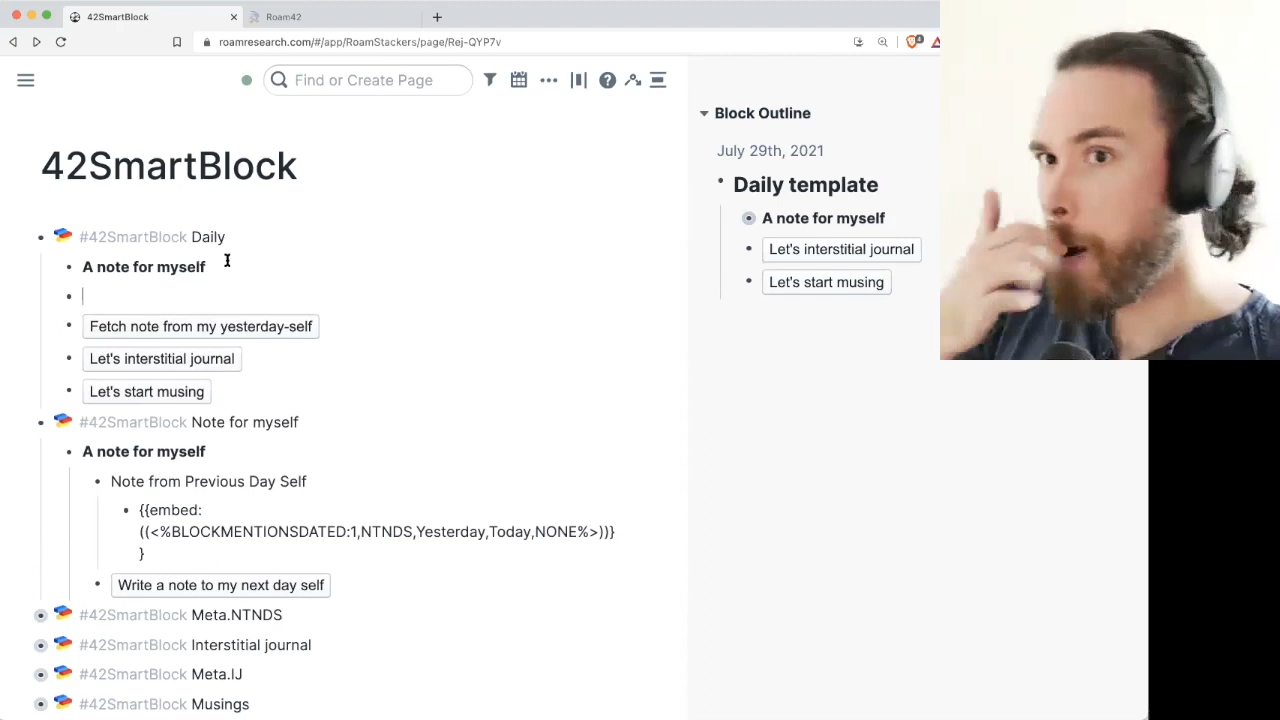 42SmartBlock
Roam42
roamresearch.com/#/app/RoamStackers/page/Rej-QYP7v
Find or Create Page
42SmartBlock
#42SmartBlock Daily
A note for myself
Fetch note from my yesterday-self
Let's interstitial journal
Let's start musing
#42SmartBlock Note for myself
A note for myself
Note from Previous Day Self
{{embed:
((<%BLOCKMENTIONSDATED:1,NTNDS,Yesterday,Today,NONE%>))}
}
Write a note to my next day self
#42SmartBlock Meta.NTNDS
#42SmartBlock Interstitial journal
#42SmartBlock Meta.IJ
#42SmartBlock Musings
Block Outline
July 29th, 2021
Daily template
A note for myself
Let's interstitial journal
Let's start musing